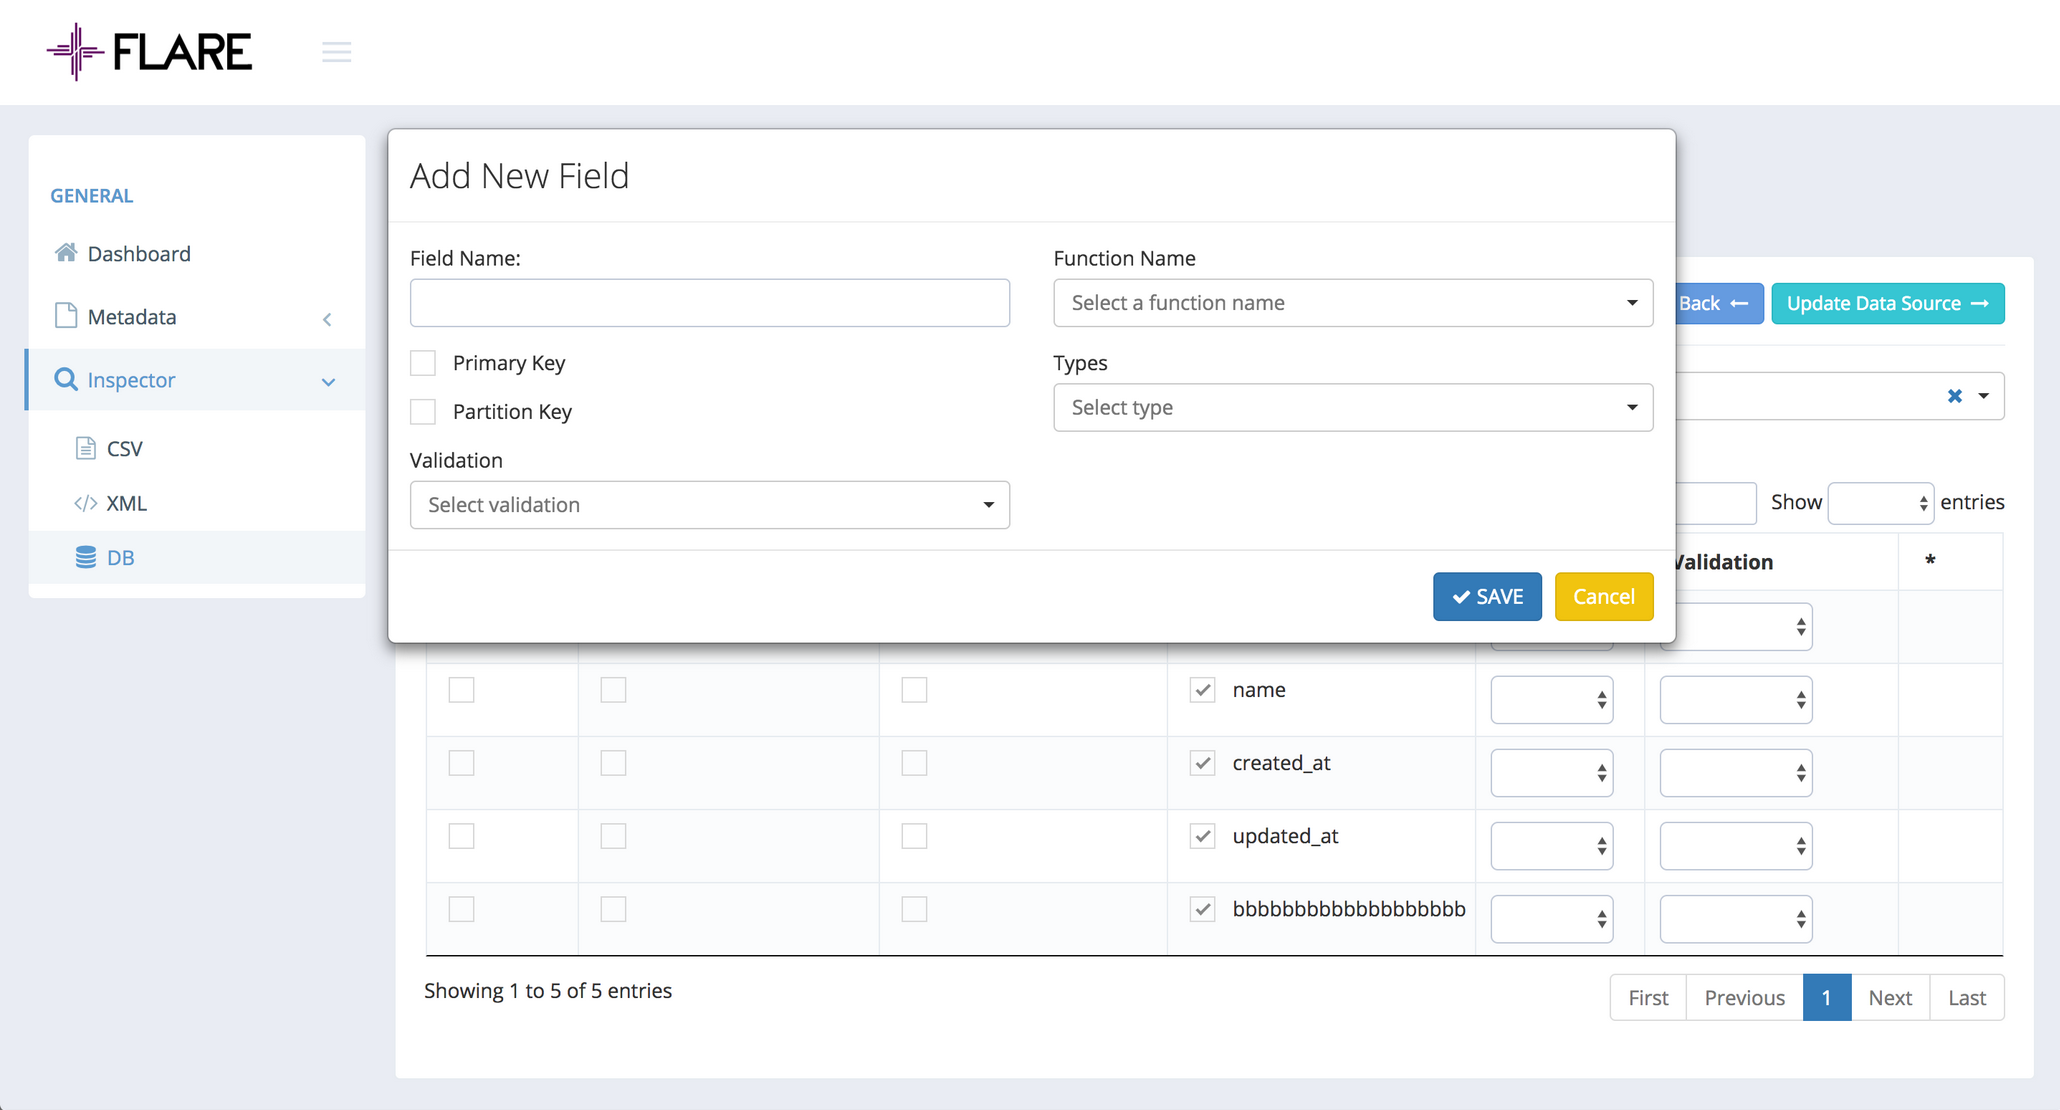 FLARE
GENERAL
Dashboard
Metadata
Inspector
CSV
XML
DB
Add New Field
Field Name:
Function Name
Select a function name
Primary Key
Types
Partition Key
Select type
Validation
Select validation
SAVE Cancel
Back
Update Data Source
Show entries
Validation *
name
created_at
updated_at
bbbbbbbbbbbbbbbbbbb
Showing 1 to 5 of 5 entries
First Previous 1 Next Last